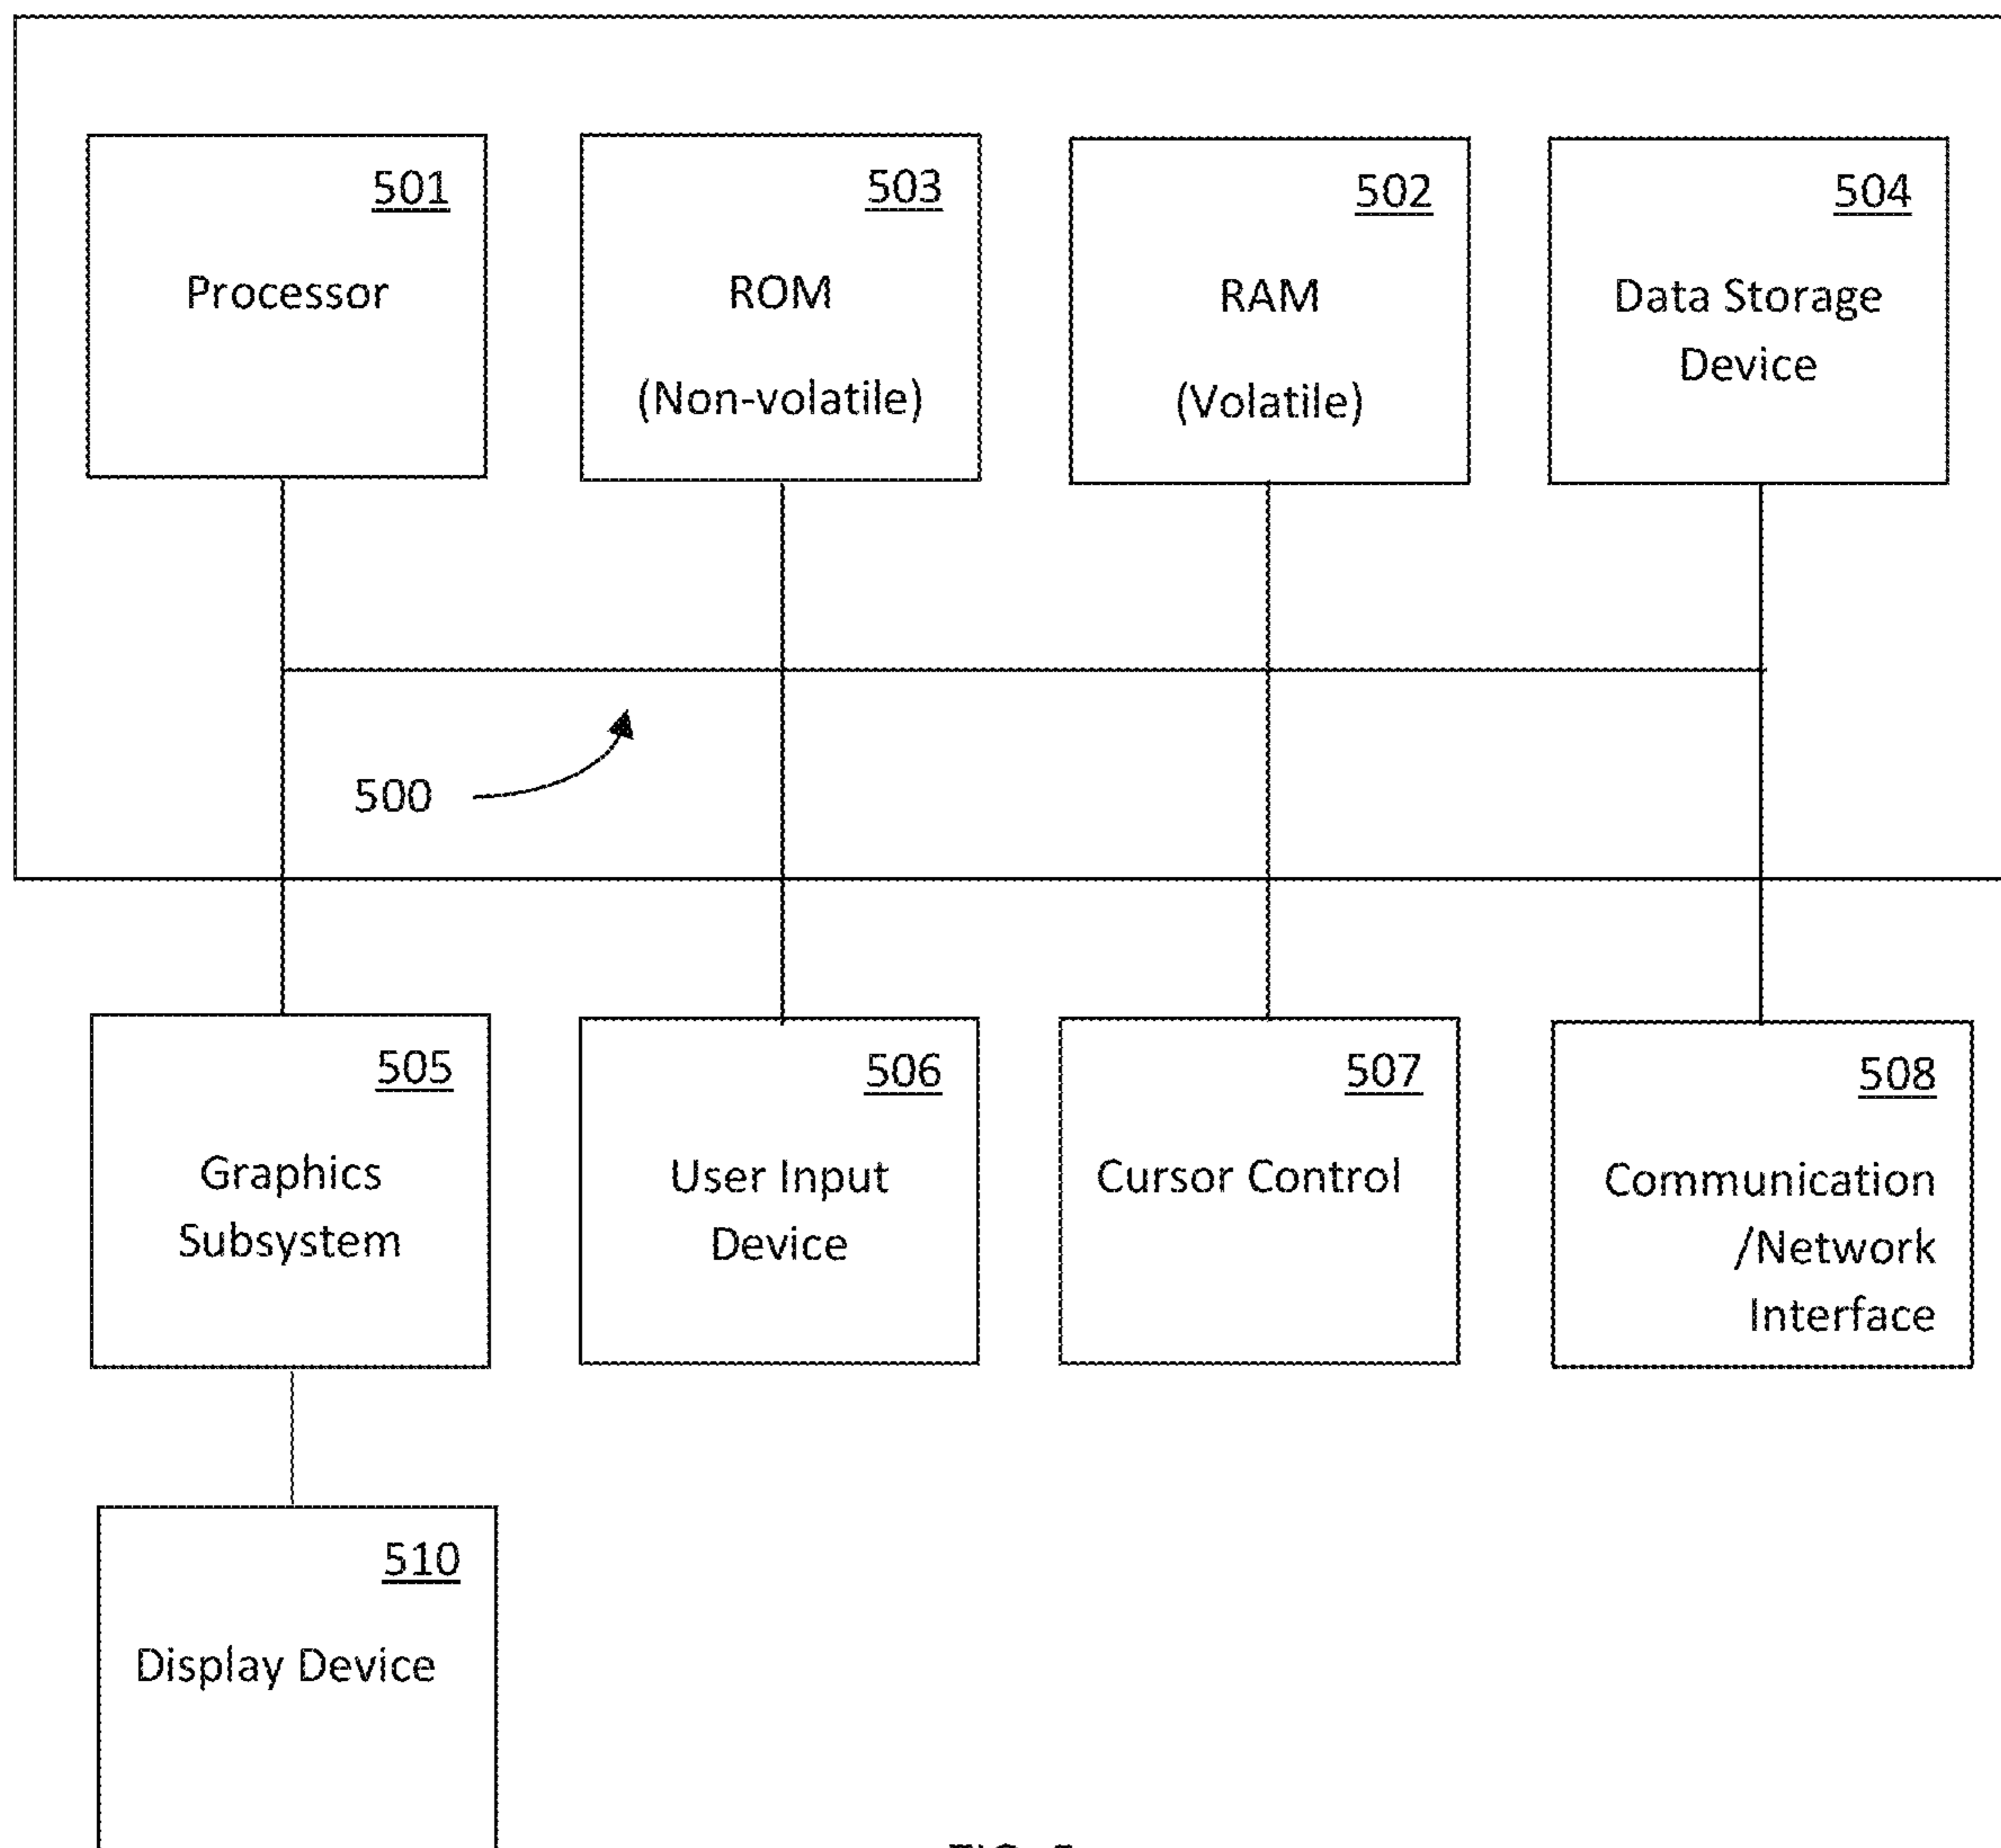 501
Processor
503
ROM
(Non-volatile)
502
RAM
(Volatile)
504
Data Storage
Device
500
505
Graphics
Subsystem
506
User Input
Device
507
Cursor Control
508
Communication
/Network
Interface
510
Display Device